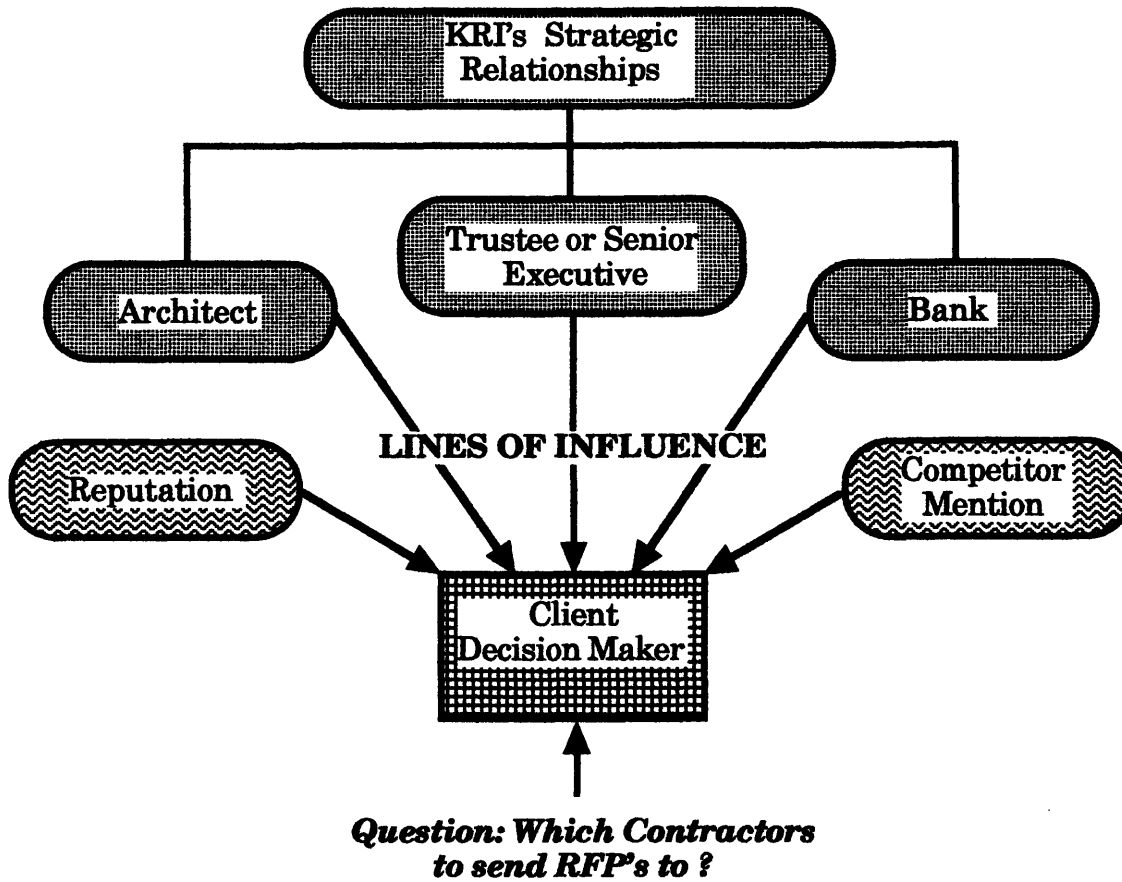 KRI's Strategic
Relationships
Trustee or Senior
Executive
Architect
Bank
LINES OF INFLUENCE
Reputation
Competitor
Mention
Client
Decision Maker
Question: Which Contractors
to send RFP's to ?